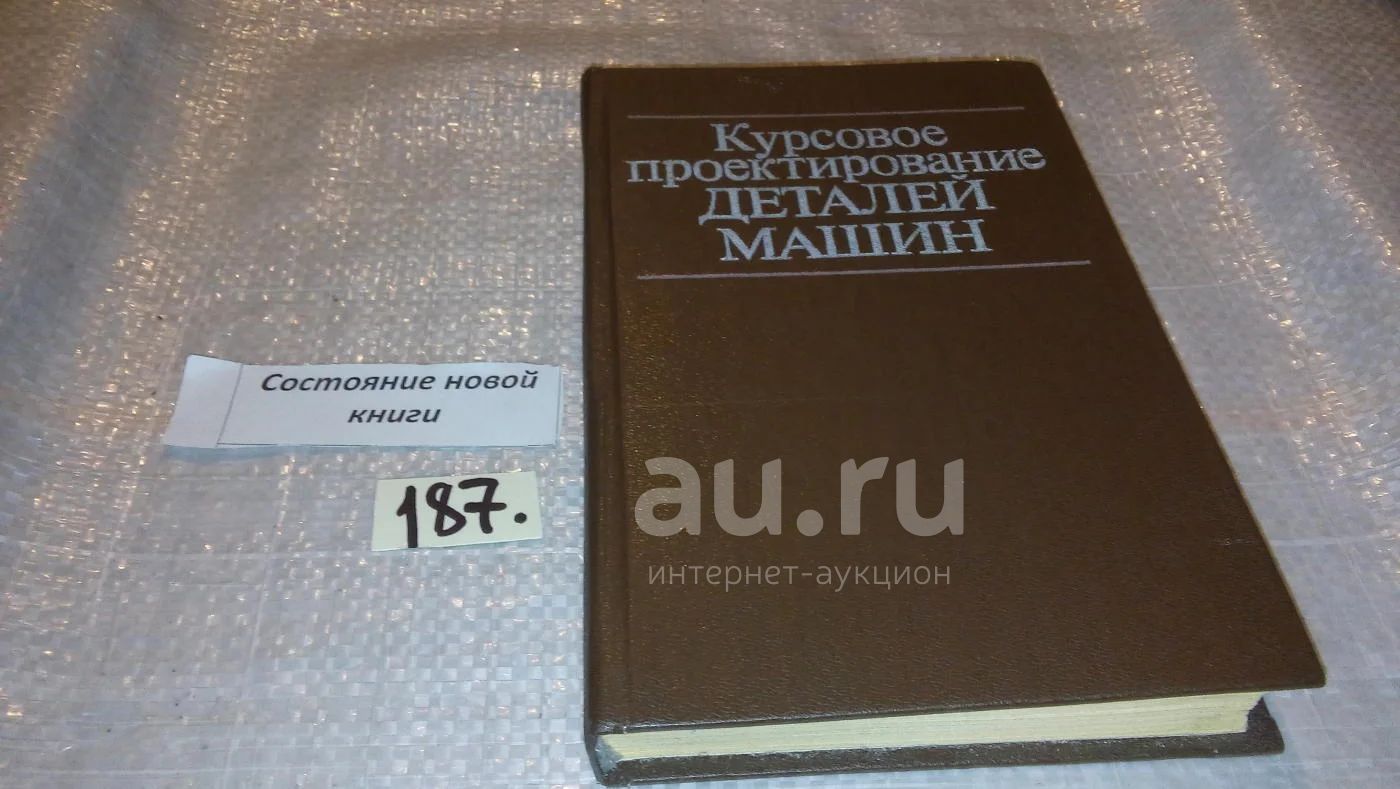 Курсовое
проектирование
ДЕТАЛЕЙ
МАШИН
Состояние новой
книги
187.
au.ru
интернет-аукцион